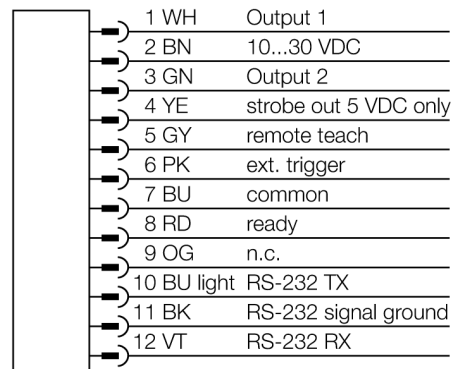 1 WH Output 1
2 BN 10...30 VDC
3 GN Output 2
4 YE strobe out 5 VDC only
5 GY remote teach
6 PK ext. trigger
7 BU common
8 RD ready
9 OG n.c.
10 BU light RS-232 TX
11 BK RS-232 signal ground
12 VT RS-232 RX